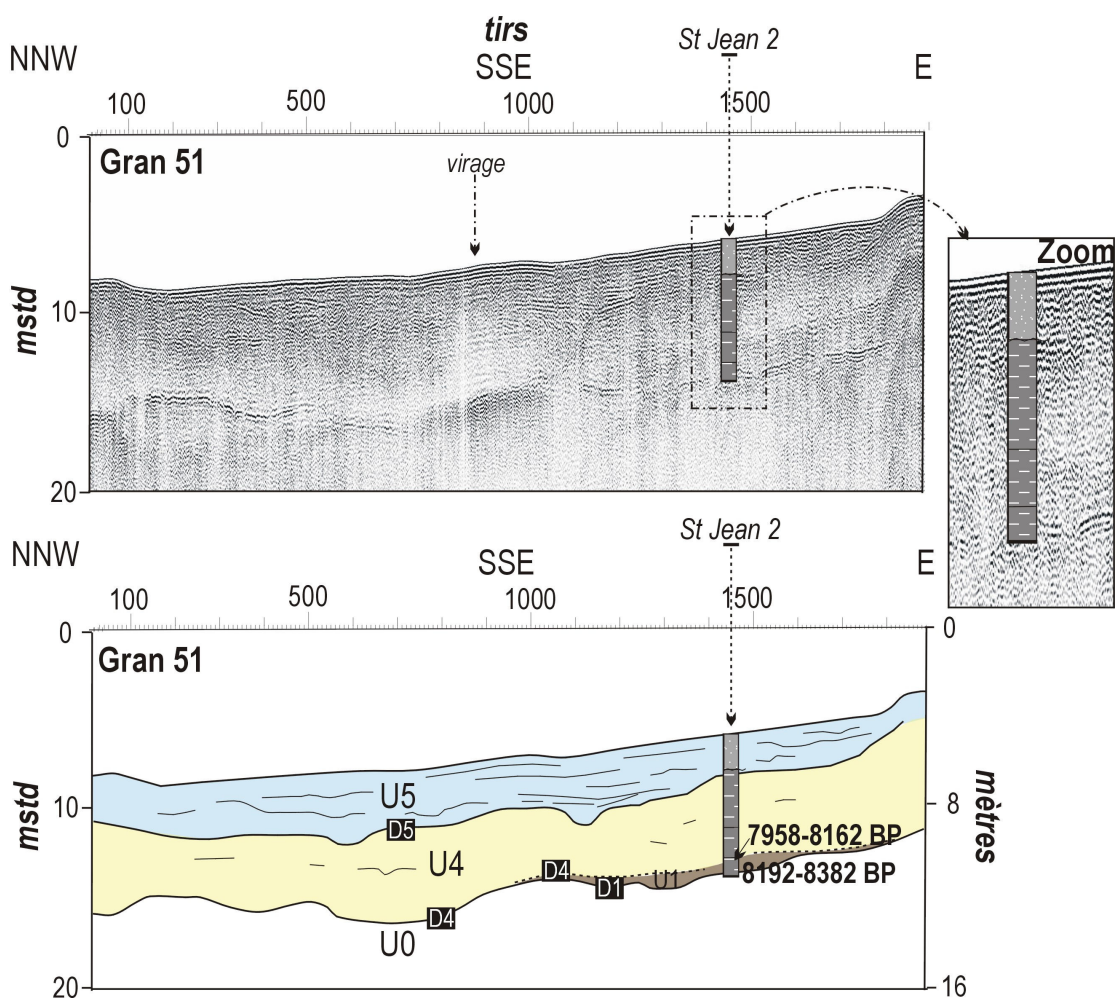 tirs
St Jean 2
NNW SSE E
100 500 1000 1500
0
Gran 51
virage
Zoom
10
mstd
20
St Jean 2
NNW SSE E
100 500 1000 1500
0 0
Gran 51
U5
10 8
mstd
mètres
D5
7958-8162 BP
U4
D4
U1
8192-8382 BP
D1
D4
U0
20 16